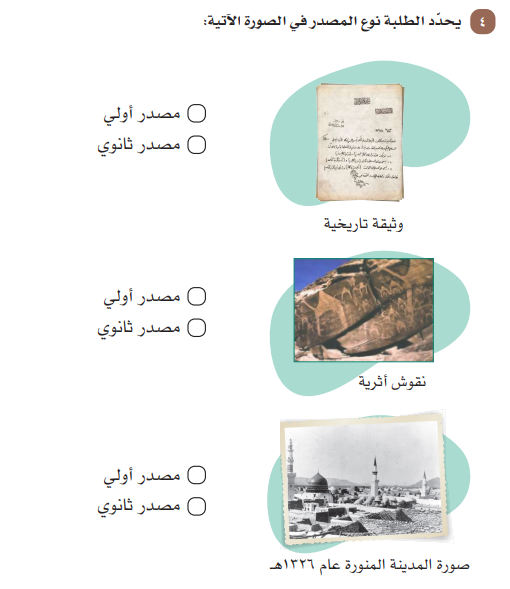 ٤ يحدّد الطلبة نوع المصدر في الصورة الآتية:
مصدر أولي
مصدر ثانوي
وثيقة تاريخية
مصدر أولي
مصدر ثانوي
نقوش أثرية
مصدر أولي
مصدر ثانوي
صورة المدينة المنورة عام ١٣٢٦هـ